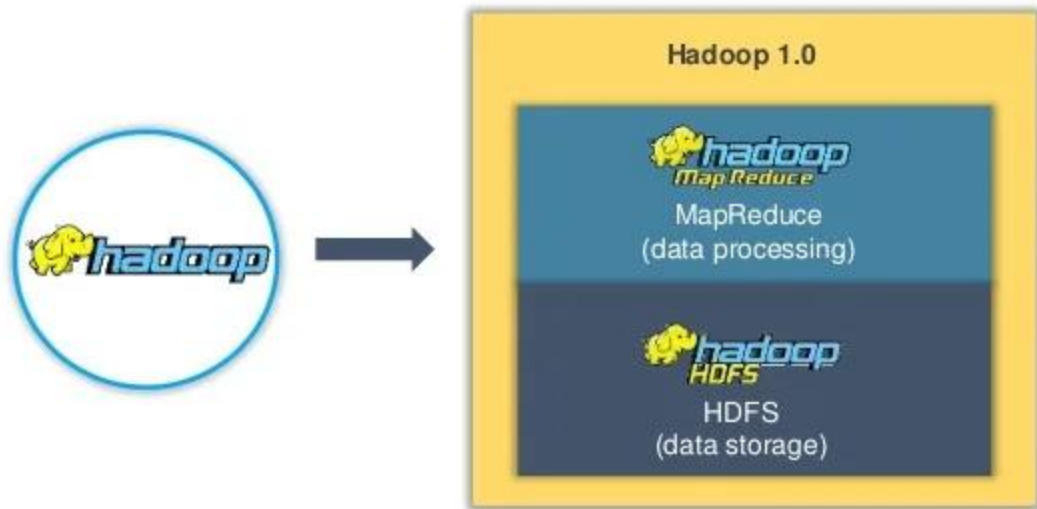 hadoop
Hadoop 1.0
hadoop
Map Reduce
MapReduce
(data processing)
hadoop
HDFS
HDFS
(data storage)